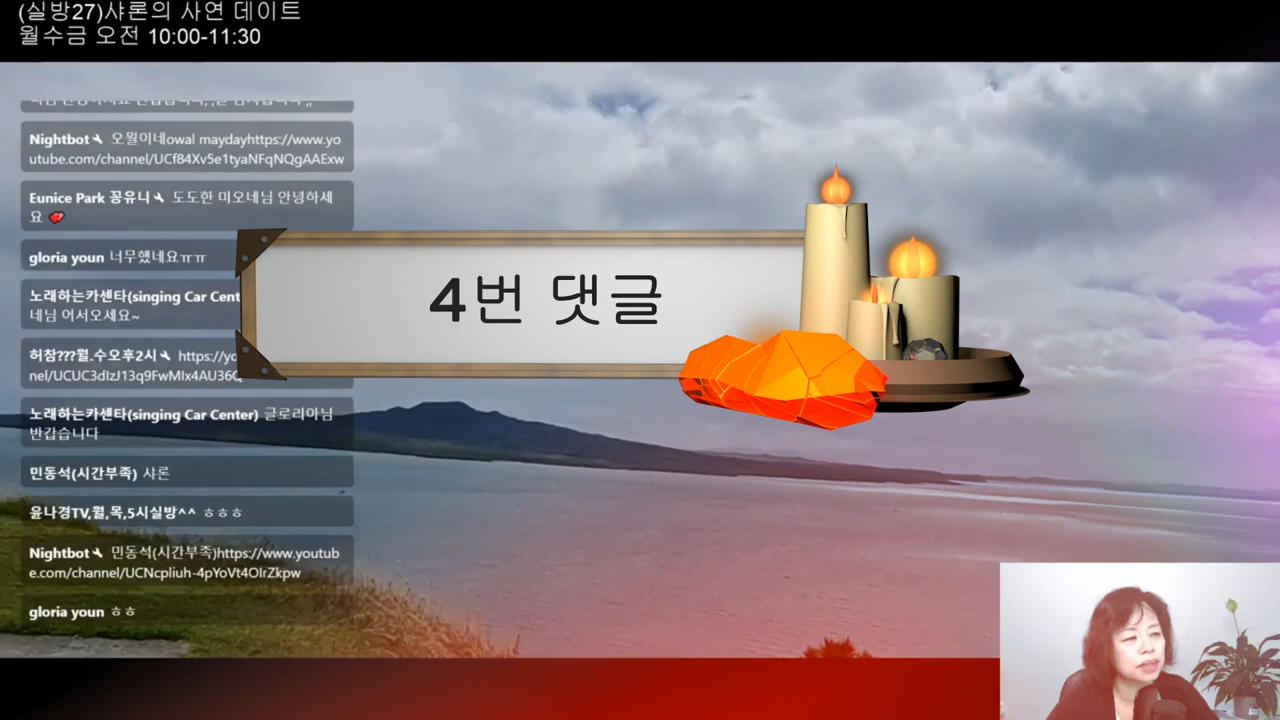 (실방27)샤론의 사연 데이트
월수금 오전 10:00-11:30
Nightbot 오월이네owal maydayhttps://www.yo
utube.com/channel/UCf84Xv5e1tyaNFqNQgAAExw
Eunice Park 꽁유니 도도한 미오네님 안녕하세
요
gloria youn 너무했네요ㅠㅠ
노래하는카센타(singing Car Cent
네님 어서오세요~
허참???월.수오후2시 https://yo
nel/UCUC3dIzJ13q9FwMIx4AU36Q
노래하는카센타(singing Car Center) 글로리아님
반갑습니다
민동석(시간부족) 샤론
윤나경TV,월,목,5시실방^^ ㅎㅎㅎ
Nightbot 민동석(시간부족)https://www.youtub
e.com/channel/UCNcpliuh-4pYoVt4OIrZkpw
gloria youn ㅎㅎ
4번 댓글